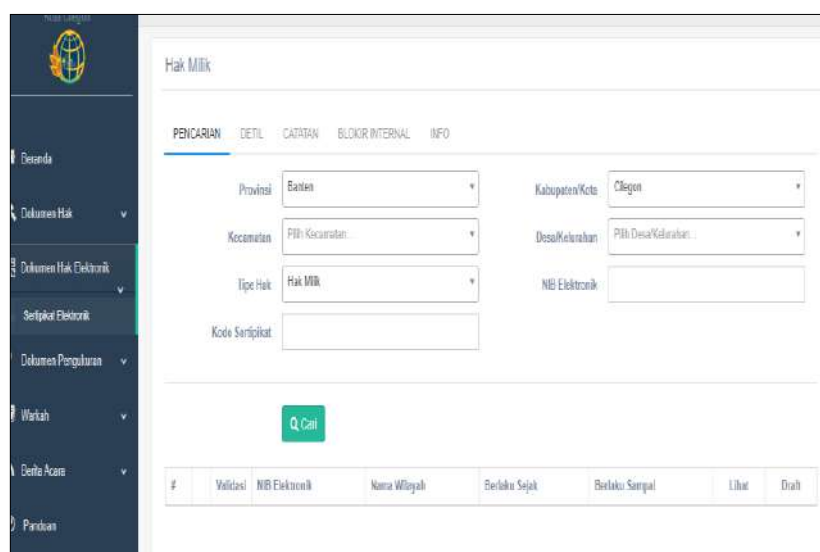 Kota Cilegon
Hak Milik
PENCARIAN DETIL CATATAN BLOKIR INTERNAL INFO
Beranda
Dokumen Hak
Dokumen Hak Elektronik
Sertipikat Elektronik
Dokumen Pengukuran
Warkah
Berita Acara
Panduan
Provinsi Banten Kabupaten/Kota Cilegon
Kecamatan Pilih Kecamatan... Desa/Kelurahan Pilih Desa/Kelurahan...
Tipe Hak Hak Milik NIB Elektronik
Kode Sertipikat
Cari
# Validasi NIB Elektronik Nama Wilayah Berlaku Sejak Berlaku Sampai Lihat Draft